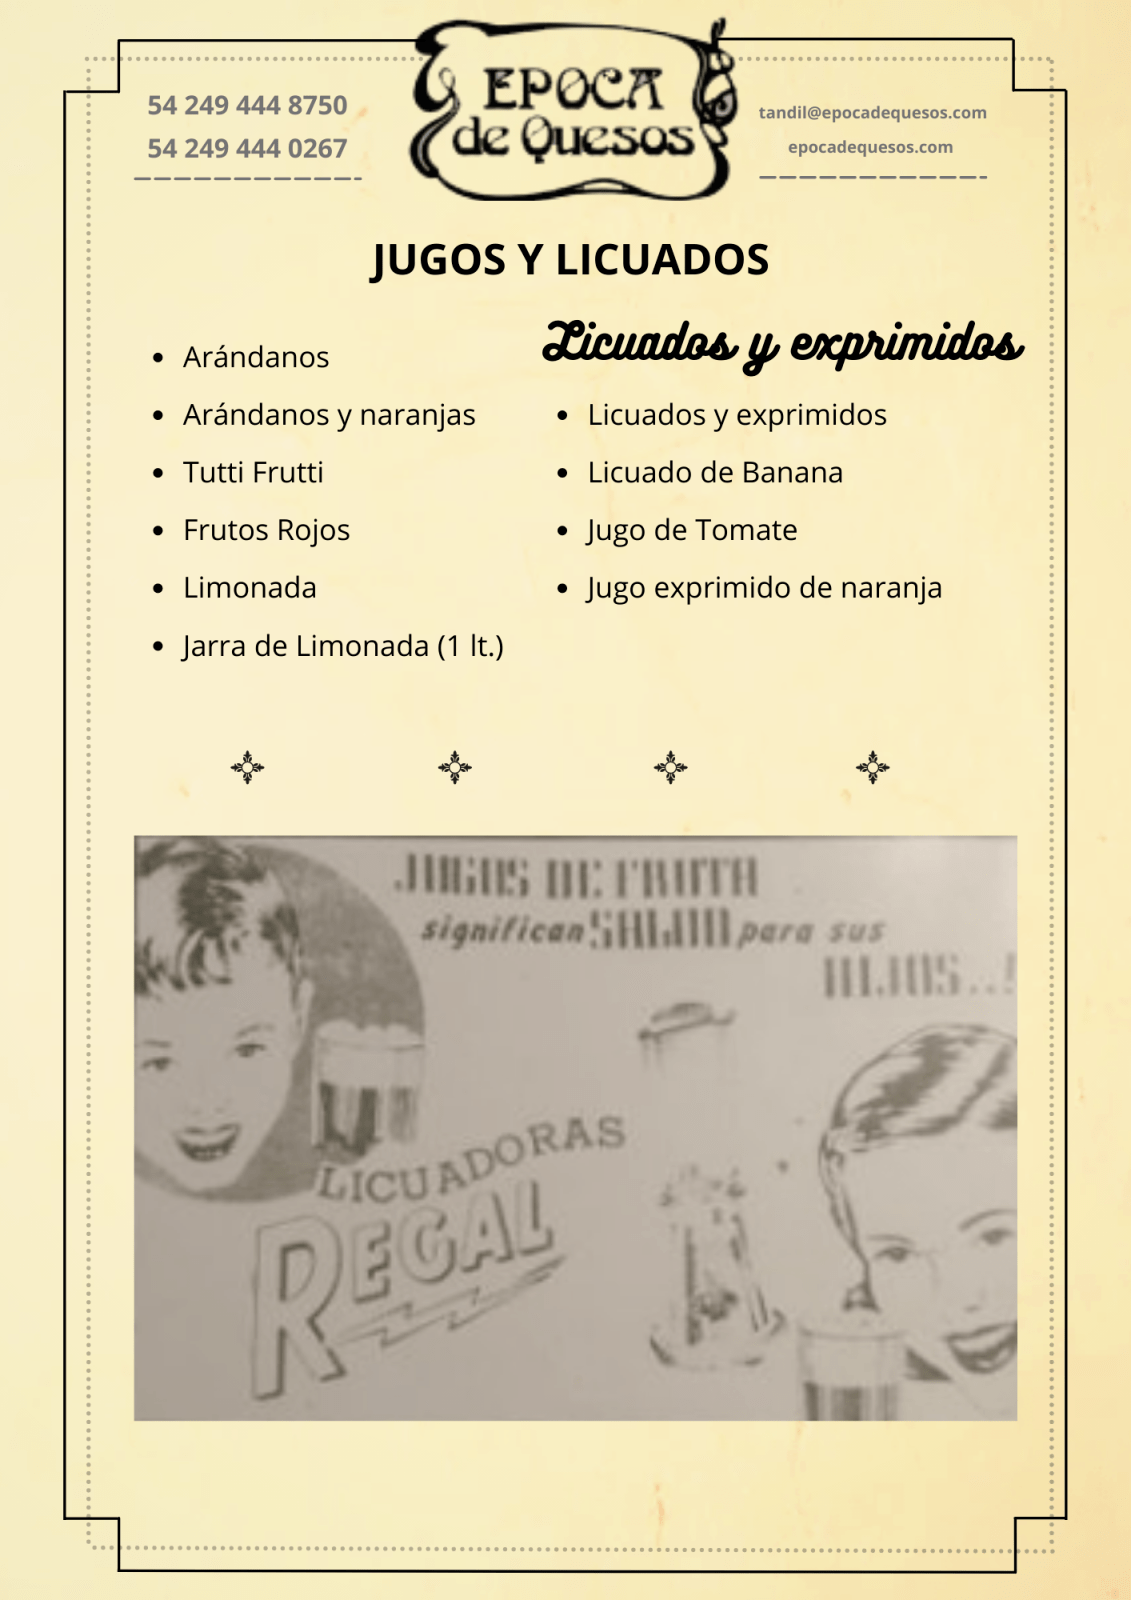 54 249 444 8750
54 249 444 0267
EPOCA
de Quesos
tandil@epocadequesos.com
epocadequesos.com
JUGOS Y LICUADOS
Arándanos
Arándanos y naranjas
Tutti Frutti
Frutos Rojos
Limonada
Jarra de Limonada (1 lt.)
Licuados y exprimidos
Licuados y exprimidos
Licuado de Banana
Jugo de Tomate
Jugo exprimido de naranja
JUGOS DE FRUTA
significan SALUD para sus
HIJOS..!
LICUADORAS
REGAL